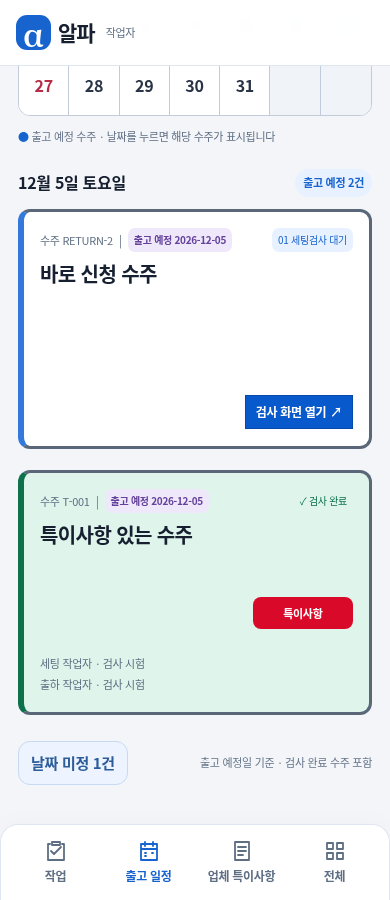 α 알파 작업자
27 28 29 30 31
출고 예정 수주 · 날짜를 누르면 해당 수주가 표시됩니다
12월 5일 토요일 출고 예정 2건
수주 RETURN-2 | 출고 예정 2026-12-05 01 세팅검사 대기
바로 신청 수주
검사 화면 열기 ↗
수주 T-001 | 출고 예정 2026-12-05 ✓ 검사 완료
특이사항 있는 수주
특이사항
세팅 작업자 · 검사 시험
출하 작업자 · 검사 시험
날짜 미정 1건 출고 예정일 기준 · 검사 완료 수주 포함
작업 출고 일정 업체 특이사항 전체